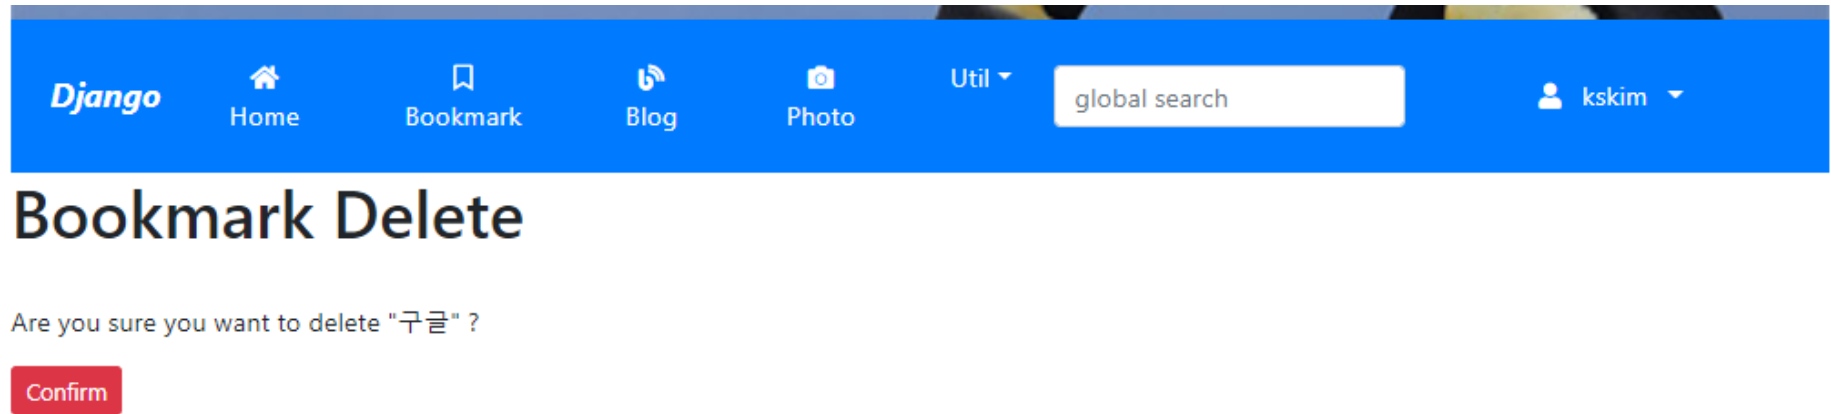 Django
Home
Bookmark
Blog
Photo
Util
global search
kskim
Bookmark Delete
Are you sure you want to delete "구글" ?
Confirm